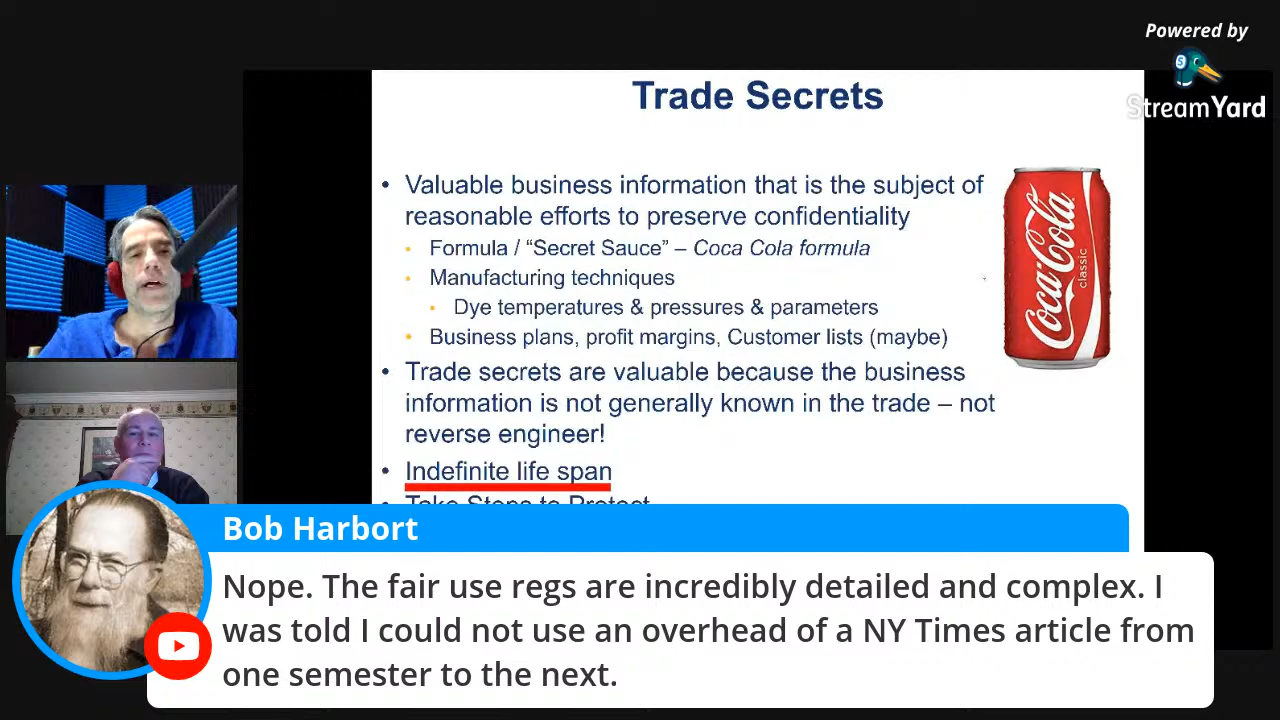 Powered by
StreamYard
Trade Secrets
• Valuable business information that is the subject of
reasonable efforts to preserve confidentiality
• Formula / “Secret Sauce” – Coca Cola formula
• Manufacturing techniques
• Dye temperatures & pressures & parameters
• Business plans, profit margins, Customer lists (maybe)
• Trade secrets are valuable because the business
information is not generally known in the trade – not
reverse engineer!
• Indefinite life span
• Take Steps to Protect
Coca-Cola
classic
Bob Harbort
Nope. The fair use regs are incredibly detailed and complex. I
was told I could not use an overhead of a NY Times article from
one semester to the next.